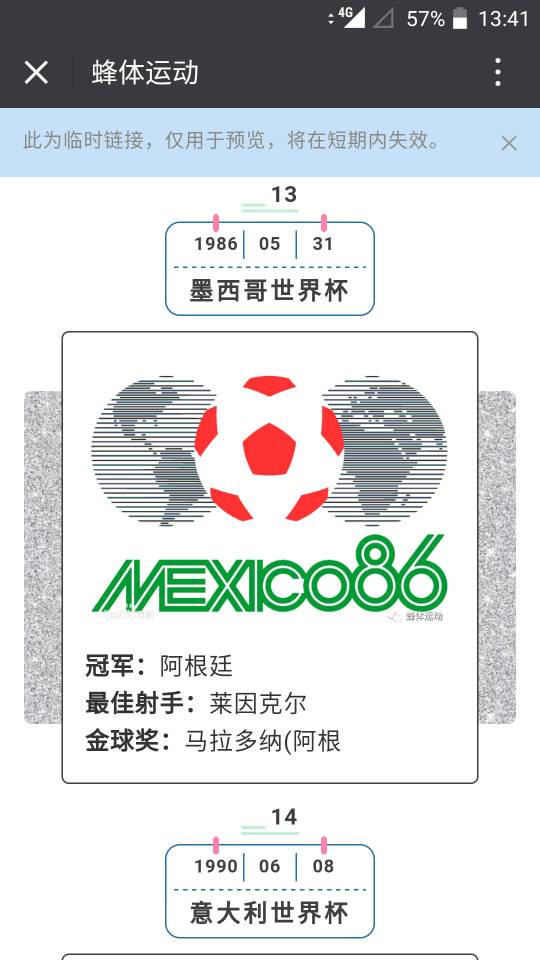 4G 57% 13:41
蜂体运动
此为临时链接，仅用于预览，将在短期内失效。
13
1986 05 31
墨西哥世界杯
MEXICO86
蜂体运动
冠军：阿根廷
最佳射手：莱因克尔
金球奖：马拉多纳(阿根
14
1990 06 08
意大利世界杯